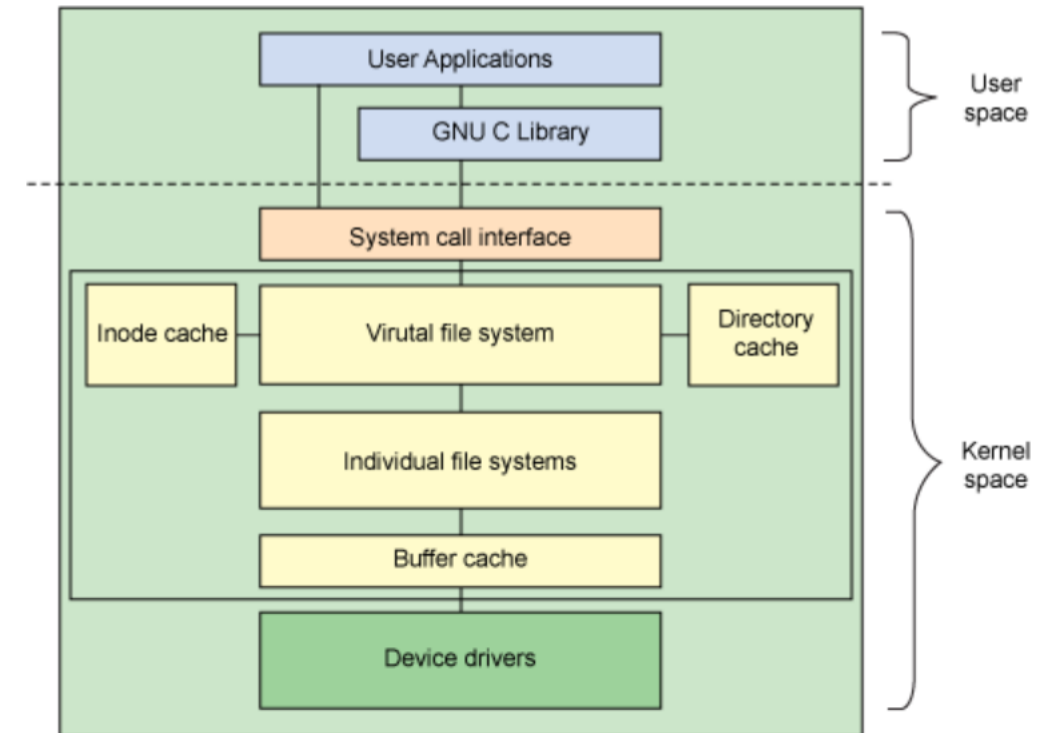 User Applications
User
space
GNU C Library
System call interface
Inode cache
Virutal file system
Directory
cache
Individual file systems
Kernel
space
Buffer cache
Device drivers